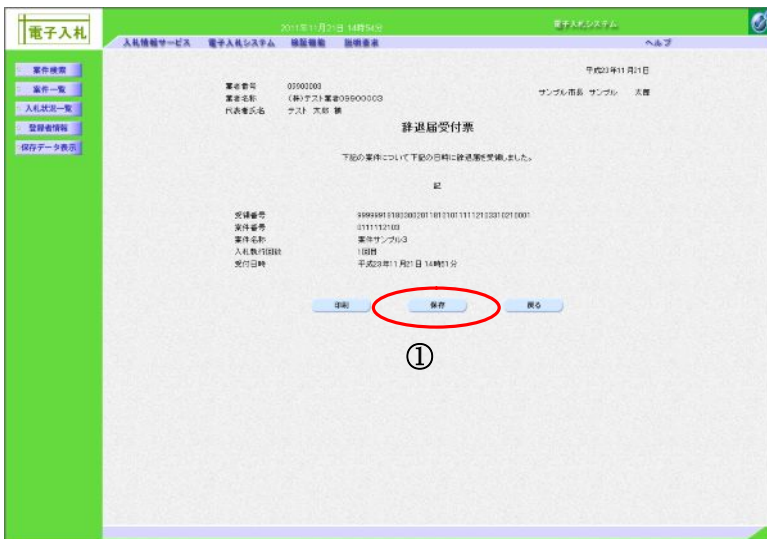 電子入札
2011年11月21日 14時54分
電子入札システム
入札情報サービス 電子入札システム 検証機能 説明要求
ヘルプ
案件検索
案件一覧
入札状況一覧
登録者情報
保存データ表示
平成23年11月21日
業者番号 09900003
業者名称 (株)テスト業者09900003
サンプル市長 サンプル 太郎
代表者氏名 テスト 太郎 様
辞退届受付票
下記の案件について下記の日時に辞退届を受領しました。
記
受領番号
案件番号 0111112103
案件名称 案件サンプル3
入札執行回数 1回目
受付日時 平成23年11月21日 14時51分
印刷 保存 戻る
①